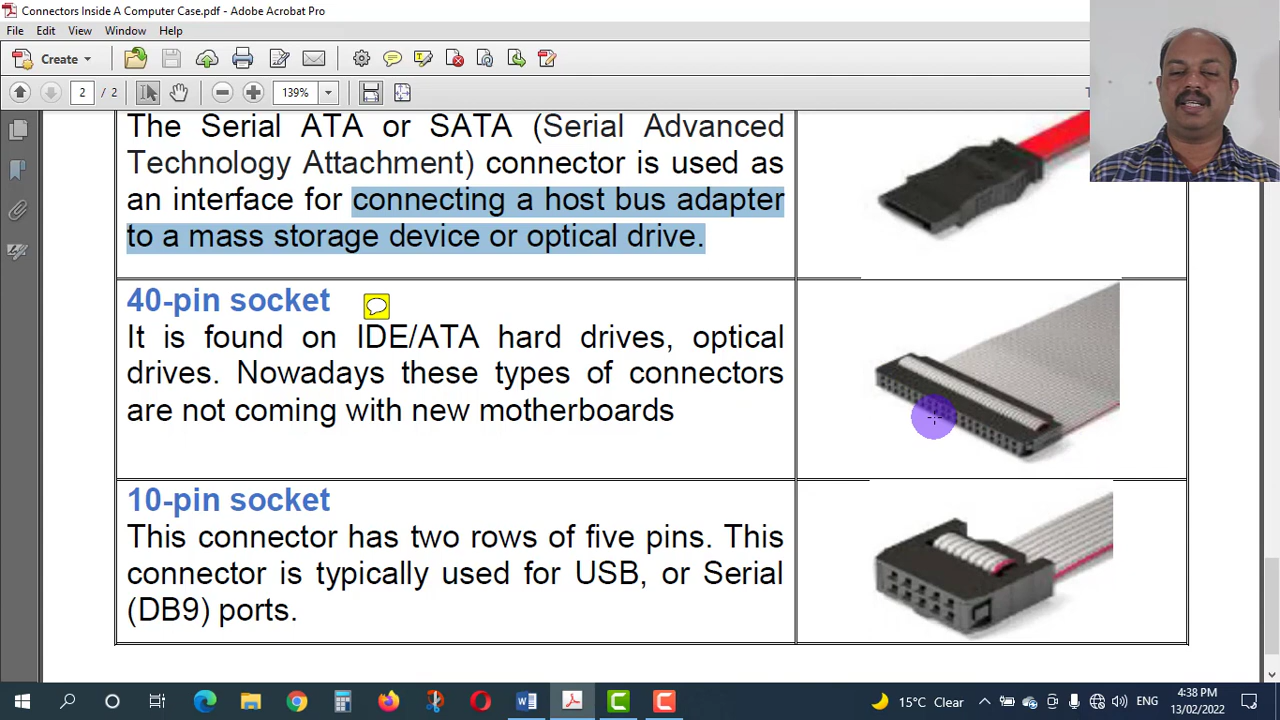 Connectors Inside A Computer Case.pdf - Adobe Acrobat Pro
File Edit View Window Help
Create
2 / 2 139%
The Serial ATA or SATA (Serial Advanced
Technology Attachment) connector is used as
an interface for connecting a host bus adapter
to a mass storage device or optical drive.
40-pin socket
It is found on IDE/ATA hard drives, optical
drives. Nowadays these types of connectors
are not coming with new motherboards
10-pin socket
This connector has two rows of five pins. This
connector is typically used for USB, or Serial
(DB9) ports.
15°C Clear ENG
4:38 PM
13/02/2022